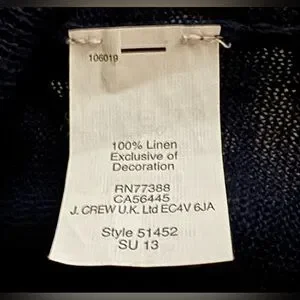 106019
100% Linen
Exclusive of
Decoration
RN77388
CA56445
J. CREW U.K. Ltd EC4V 6JA
Style 51452
SU 13